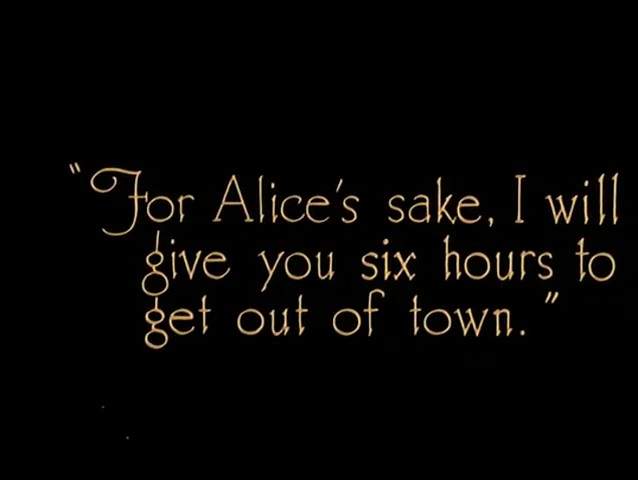 "For Alice's sake, I will
give you six hours to
get out of town."